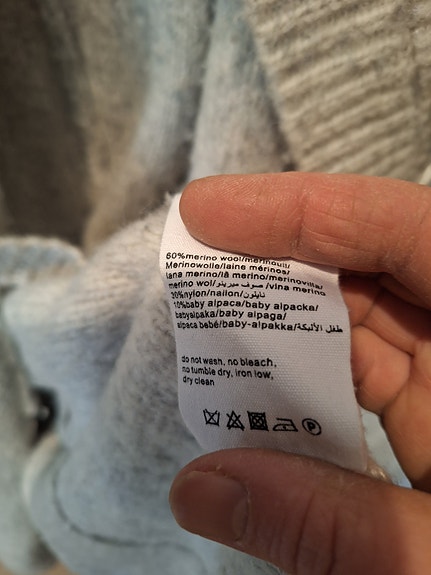 60%merino wool/merinoull/
Merinowolle/laine mérinos/
lana merino/lã merino/merinovilla/
merino wol/صوف ميرينو/vlna merino
30%nylon/nailon/نايلون
10%baby alpaca/baby alpacka/
babyalpaka/baby alpaga/
alpaca bebé/baby-alpakka/طفل الألبكة
do not wash, no bleach,
no tumble dry, iron low,
dry clean
P